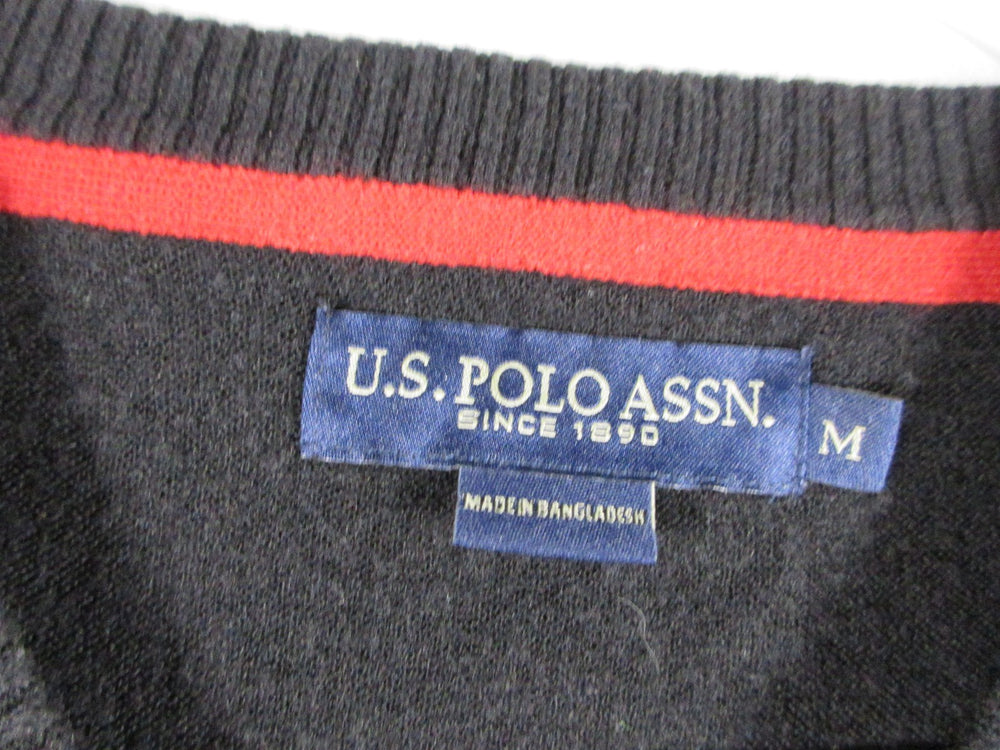 U.S. POLO ASSN.
SINCE 1890
M
MADE IN BANGLADESH